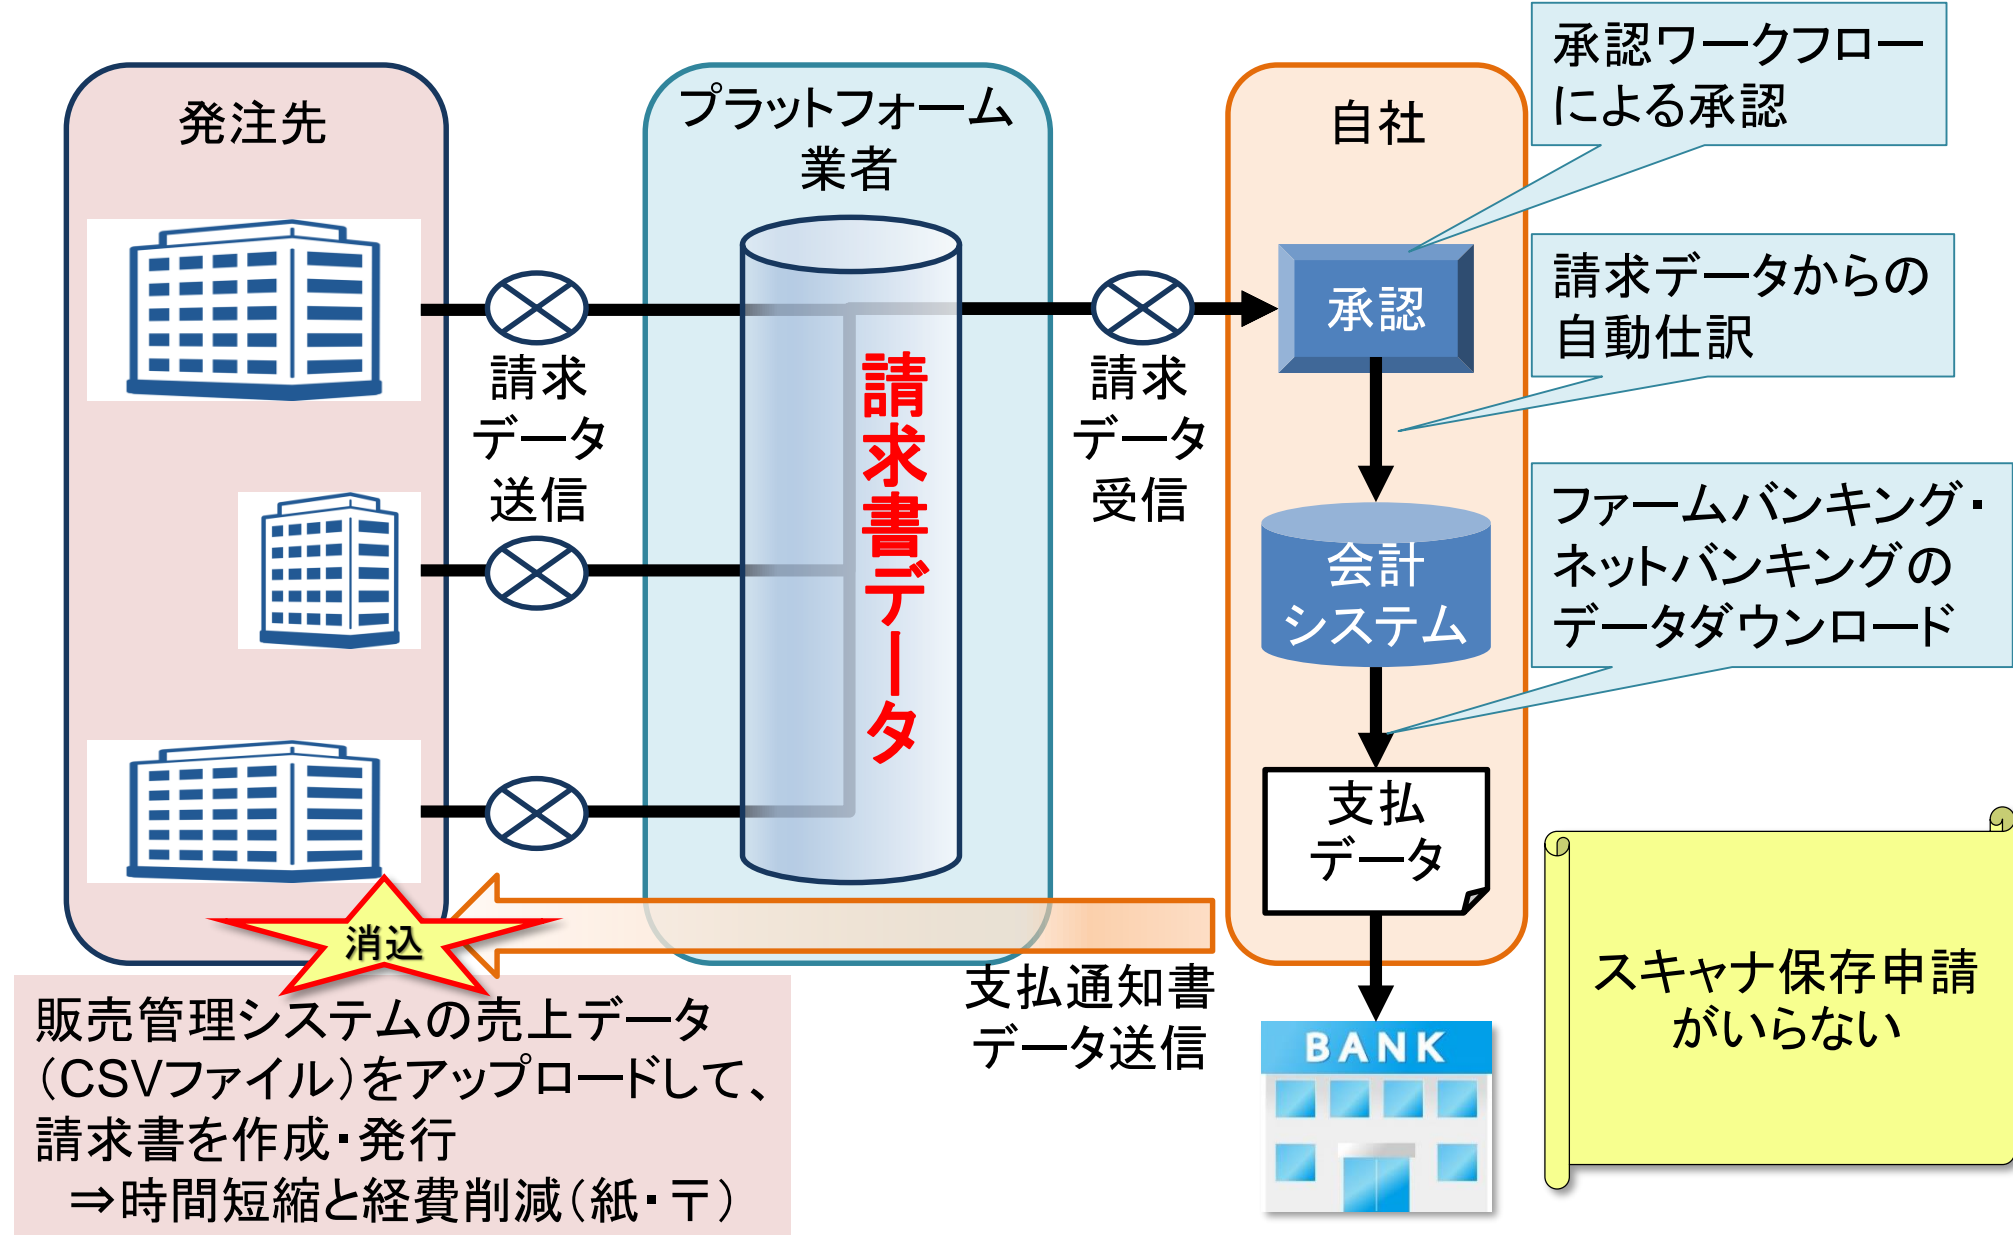 発注先
プラットフォーム
業者
自社
承認ワークフロー
による承認
請求データからの
自動仕訳
ファームバンキング・
ネットバンキングの
データダウンロード
請求
データ
送信
請求書データ
請求
データ
受信
承認
会計
システム
支払
データ
消込
支払通知書
データ送信
販売管理システムの売上データ
（CSVファイル）をアップロードして、
請求書を作成・発行
⇒時間短縮と経費削減（紙・〒）
BANK
スキャナ保存申請
がいらない